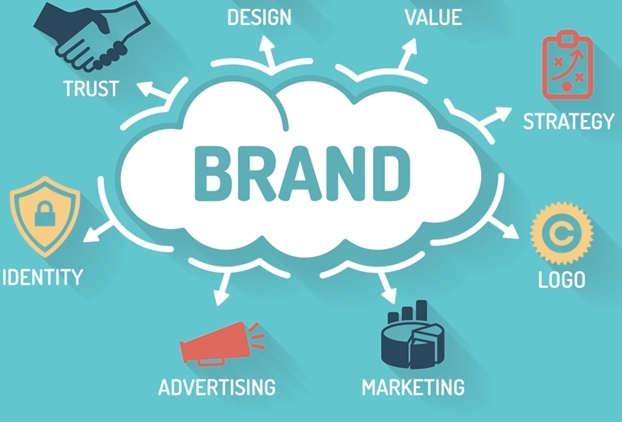 DESIGN
VALUE
TRUST
STRATEGY
BRAND
IDENTITY
C
LOGO
ADVERTISING
MARKETING